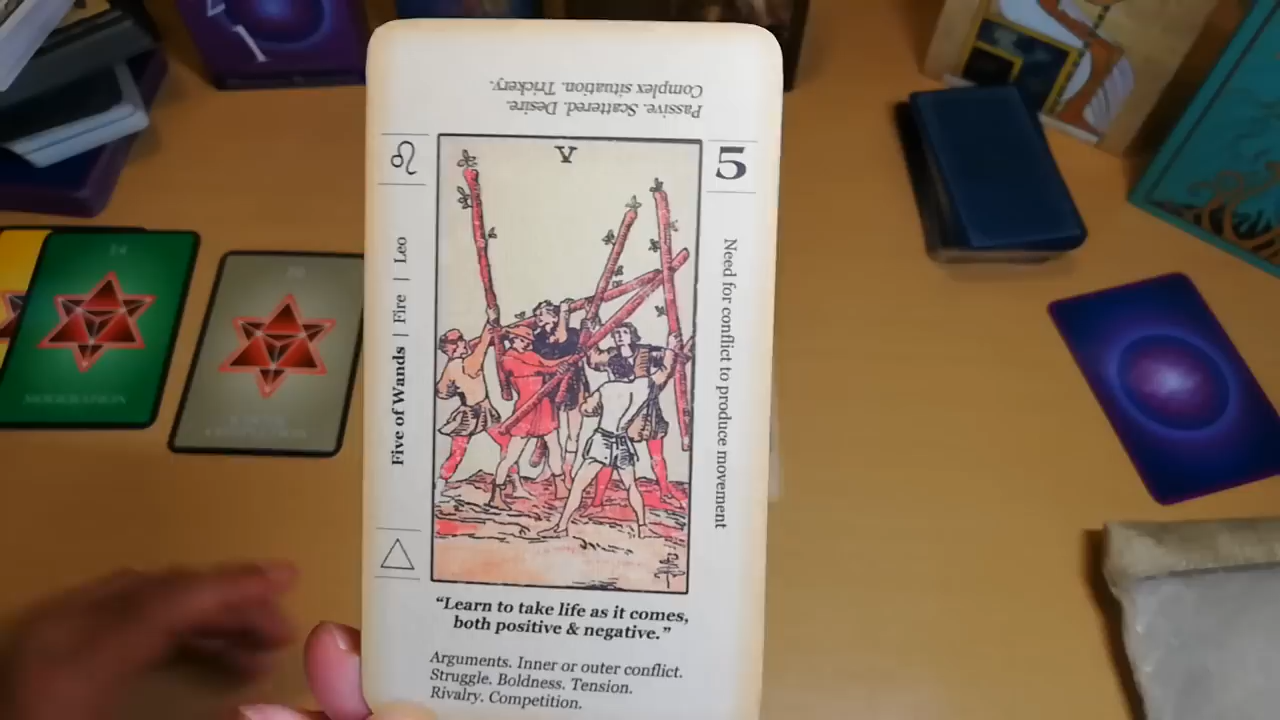 1
Passive. Scattered. Desire.
Complex situation. Trickery.
V
5
Five of Wands | Fire | Leo
Need for conflict to produce movement
“Learn to take life as it comes,
both positive & negative.”
Arguments. Inner or outer conflict.
Struggle. Boldness. Tension.
Rivalry. Competition.